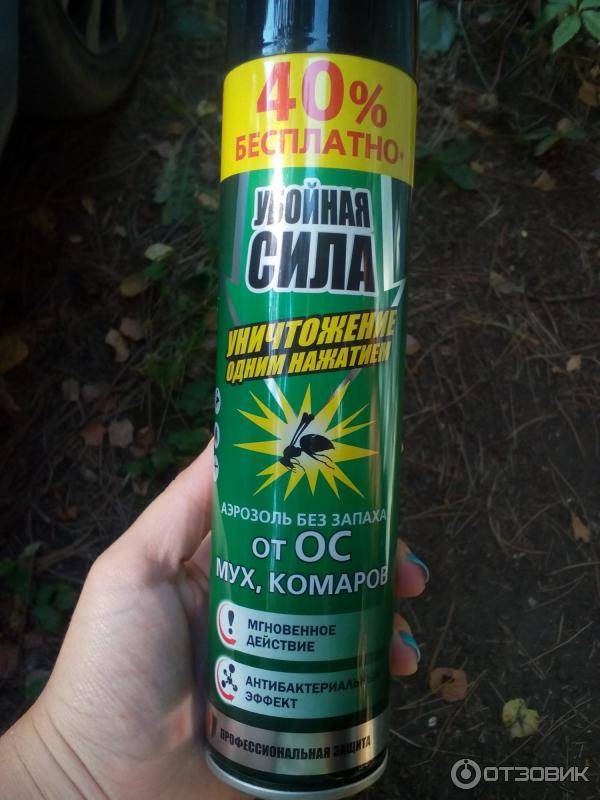 40%
БЕСПЛАТНО*
УБОЙНАЯ
СИЛА
УНИЧТОЖЕНИЕ
ОДНИМ НАЖАТИЕМ
АЭРОЗОЛЬ БЕЗ ЗАПАХА
ОТ ОС
МУХ, КОМАРОВ
МГНОВЕННОЕ
ДЕЙСТВИЕ
АНТИБАКТЕРИАЛЬНЫЙ
ЭФФЕКТ
ПРОФЕССИОНАЛЬНАЯ ЗАЩИТА
ОТЗОВИК